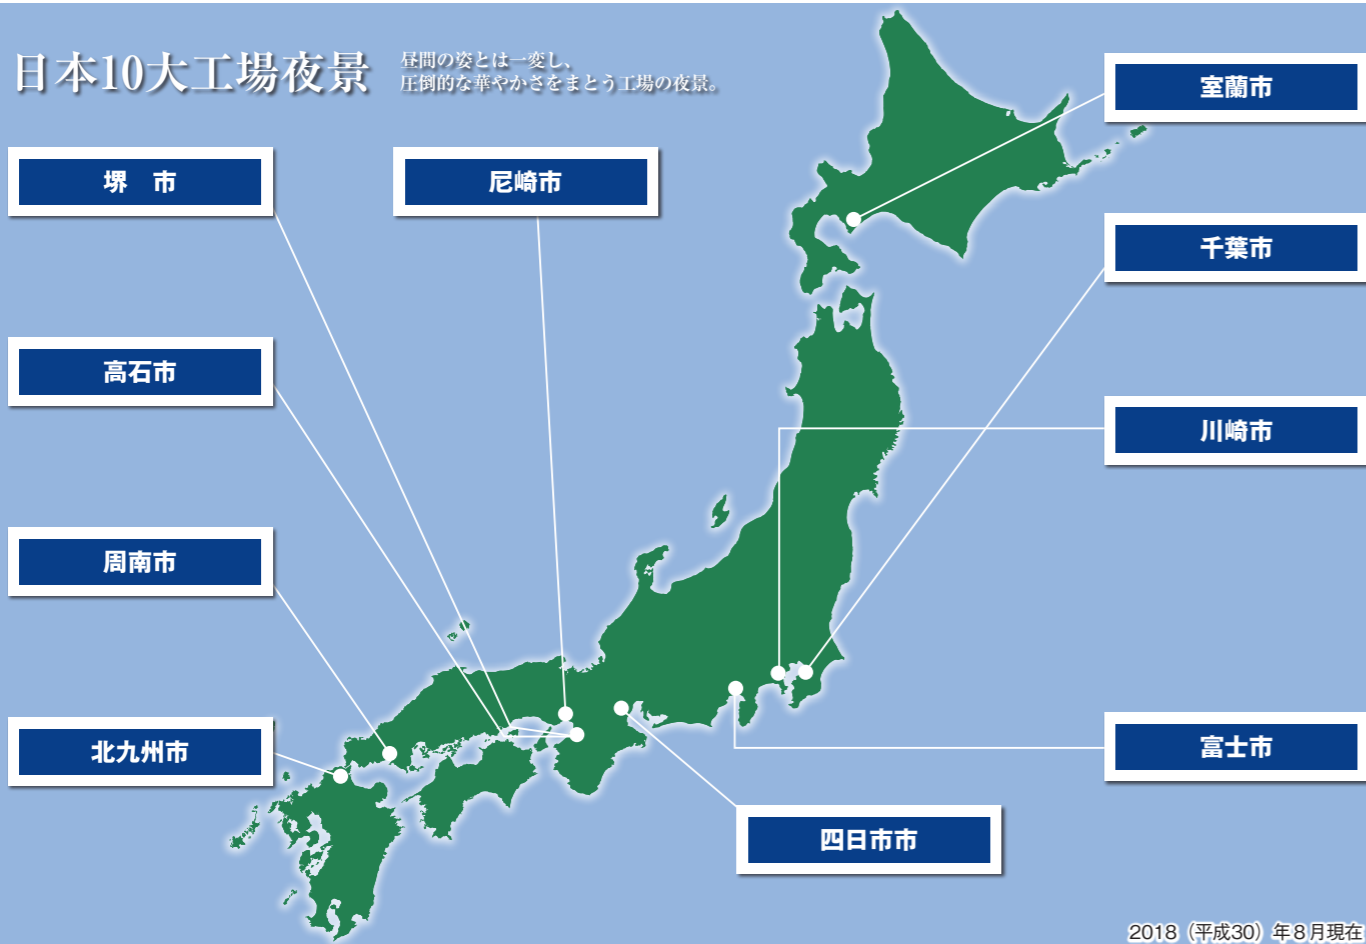 日本10大工場夜景
昼間の姿とは一変し、
圧倒的な華やかさをまとう工場の夜景。
室蘭市
堺　市
尼崎市
千葉市
高石市
川崎市
周南市
北九州市
富士市
四日市市
2018（平成30）年8月現在